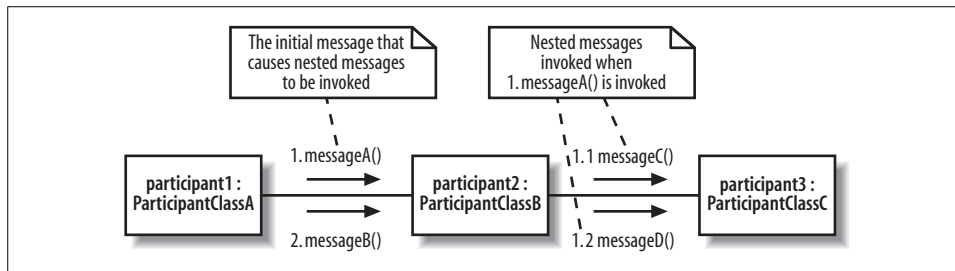 The initial message that
causes nested messages
to be invoked
Nested messages
invoked when
1. messageA() is invoked
1. messageA()
1.1 messageC()
participant1 :
ParticipantClassA
participant2 :
ParticipantClassB
participant3 :
ParticipantClassC
2. messageB()
1.2 messageD()